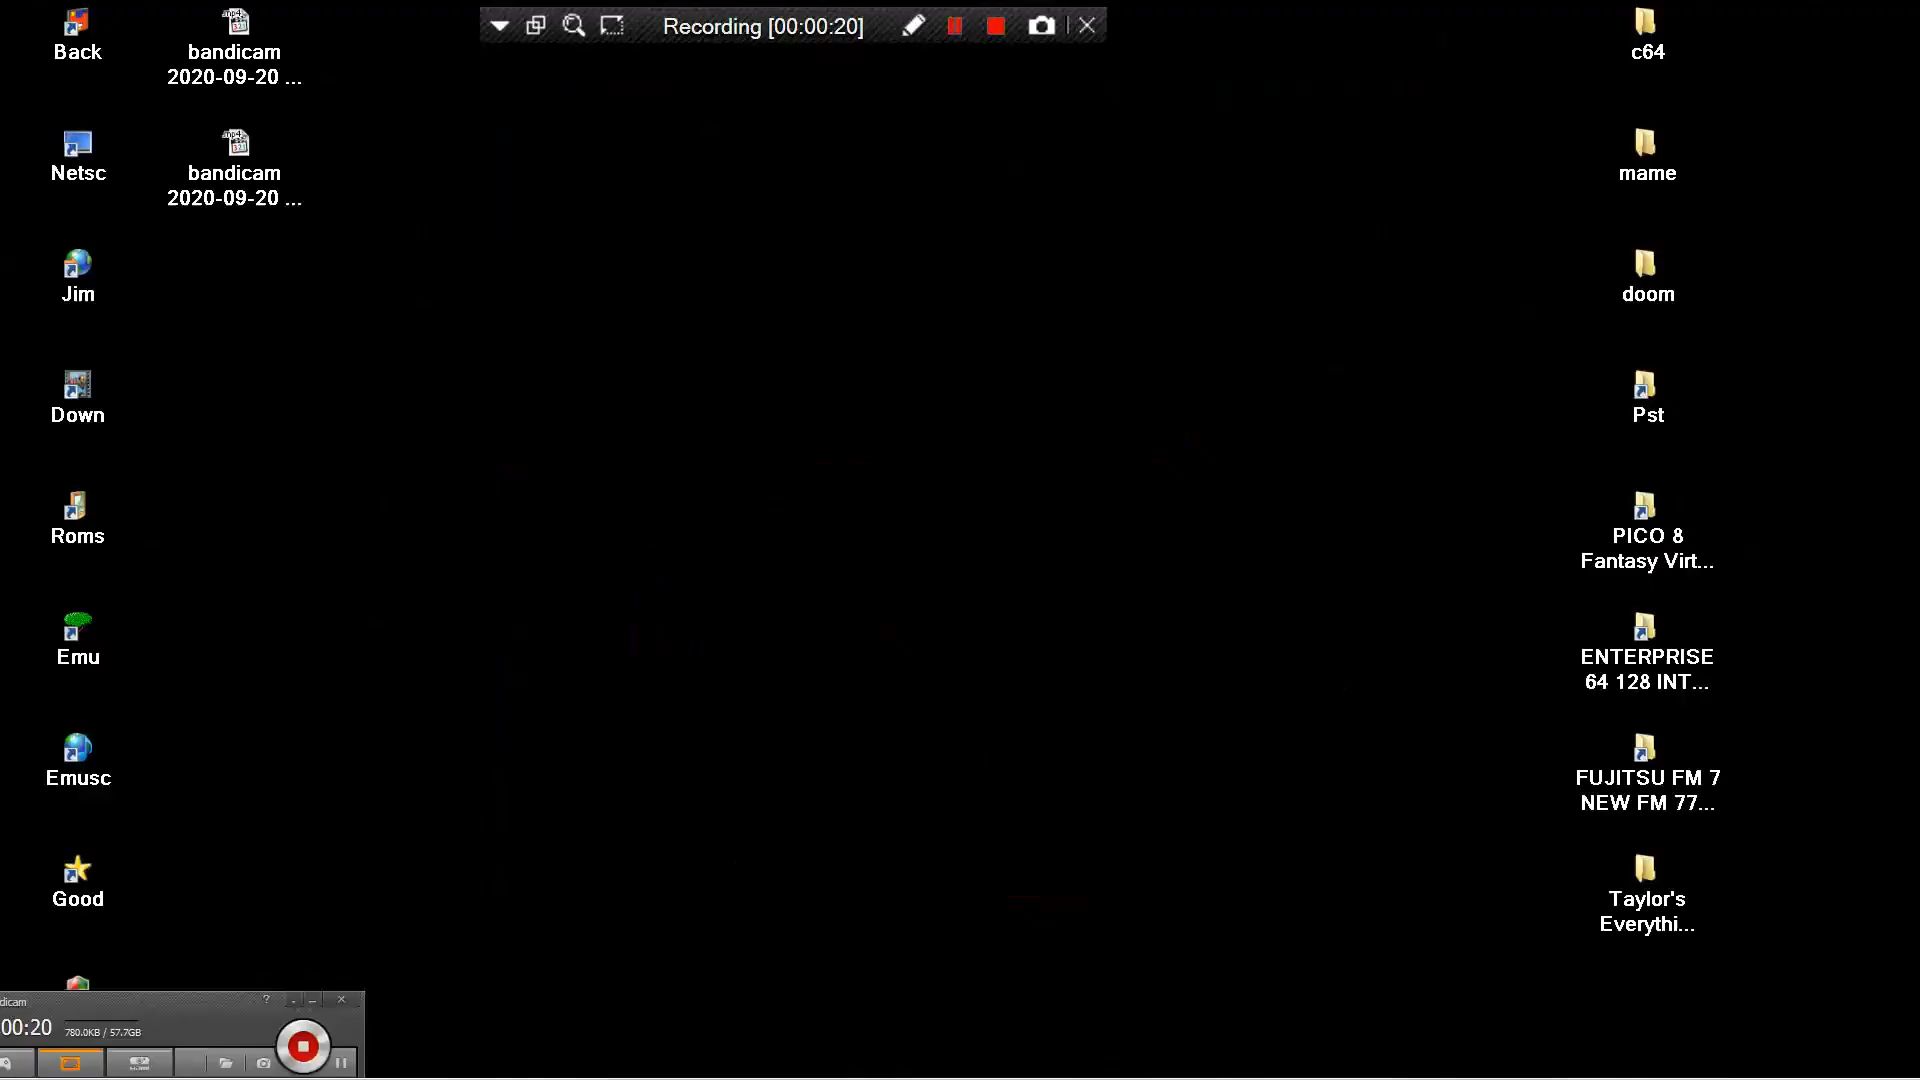 Recording [00:00:20]
Back
bandicam
2020-09-20 ...
Netsc
bandicam
2020-09-20 ...
Jim
Down
Roms
Emu
Emusc
Good
c64
mame
doom
Pst
PICO 8
Fantasy Virt...
ENTERPRISE
64 128 INT...
FUJITSU FM 7
NEW FM 77...
Taylor's
Everythi...
dicam
00:20
780.0KB / 57.7GB